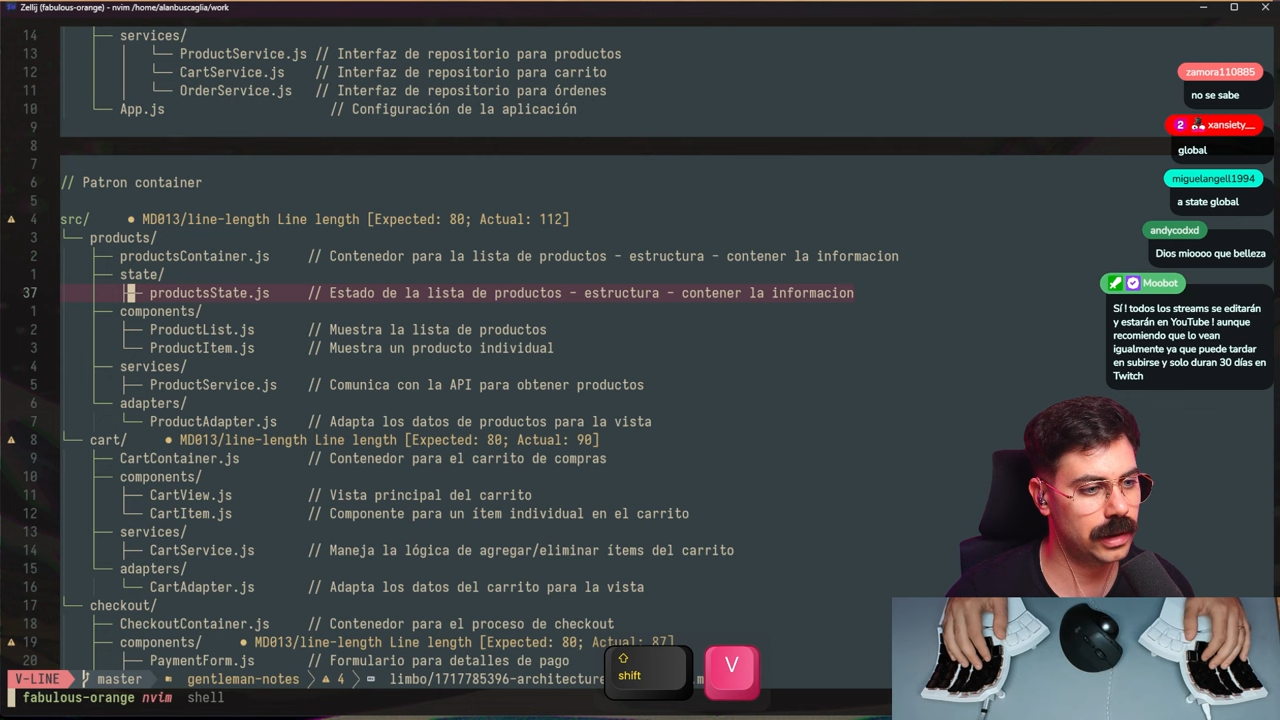 Zellij (fabulous-orange) - nvim /home/alanbuscaglia/work
14 ├── services/
13 │ └── ProductService.js // Interfaz de repositorio para productos
12 │ └── CartService.js // Interfaz de repositorio para carrito
11 │ └── OrderService.js // Interfaz de repositorio para órdenes
10 └── App.js // Configuración de la aplicación
9
8
7
6 // Patron container
5
4 src/ ● MD013/line-length Line length [Expected: 80; Actual: 112]
3 └── products/
2 ├── productsContainer.js // Contenedor para la lista de productos - estructura - contener la informacion
1 ├── state/
37 ├── productsState.js // Estado de la lista de productos - estructura - contener la informacion
1 ├── components/
2 ├── ProductList.js // Muestra la lista de productos
3 └── ProductItem.js // Muestra un producto individual
4 ├── services/
5 ├── ProductService.js // Comunica con la API para obtener productos
6 └── adapters/
7 └── ProductAdapter.js // Adapta los datos de productos para la vista
8 └── cart/ ● MD013/line-length Line length [Expected: 80; Actual: 90]
9 ├── CartContainer.js // Contenedor para el carrito de compras
10 ├── components/
11 ├── CartView.js // Vista principal del carrito
12 └── CartItem.js // Componente para un ítem individual en el carrito
13 ├── services/
14 ├── CartService.js // Maneja la lógica de agregar/eliminar ítems del carrito
15 ├── adapters/
16 └── CartAdapter.js // Adapta los datos del carrito para la vista
17 └── checkout/
18 ├── CheckoutContainer.js // Contenedor para el proceso de checkout
19 ├── components/ ● MD013/line-length Line length [Expected: 80; Actual: 87]
20 ├── PaymentForm.js // Formulario para detalles de pago
V-LINE master gentleman-notes 4 limbo/1717785396-architecture
fabulous-orange nvim shell
shift
V
zamora110885
no se sabe
2 xansiety__
global
miguelangell1994
a state global
andycodxd
Dios mioooo que belleza
Moobot
Sí ! todos los streams se editarán
y estarán en YouTube ! aunque
recomiendo que lo vean
igualmente ya que puede tardar
en subirse y solo duran 30 días en
Twitch